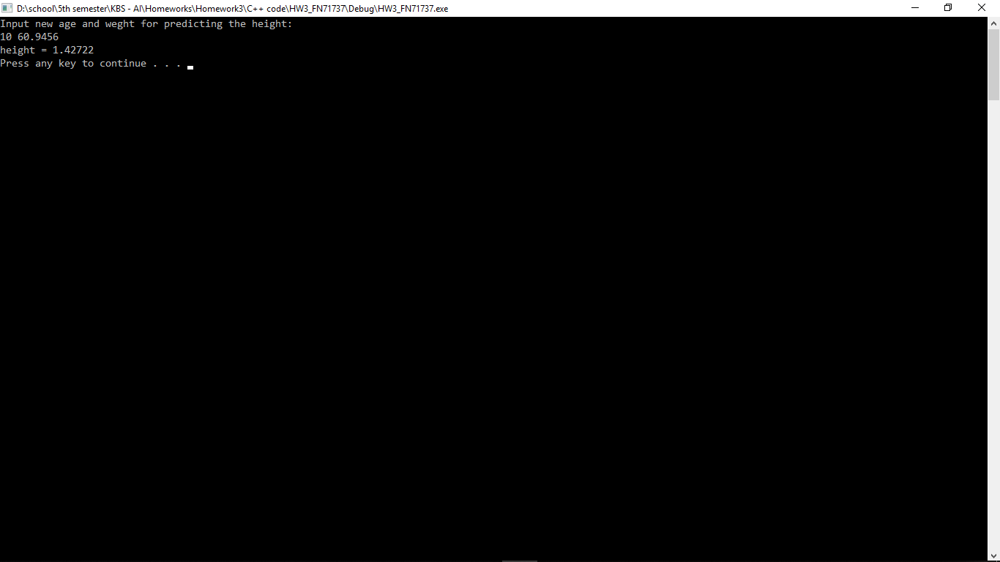 D:\school\5th semester\KBS - AI\Homeworks\Homework3\C++ code\HW3_FN71737\Debug\HW3_FN71737.exe
Input new age and weght for predicting the height:
10 60.9456
height = 1.42722
Press any key to continue . . .